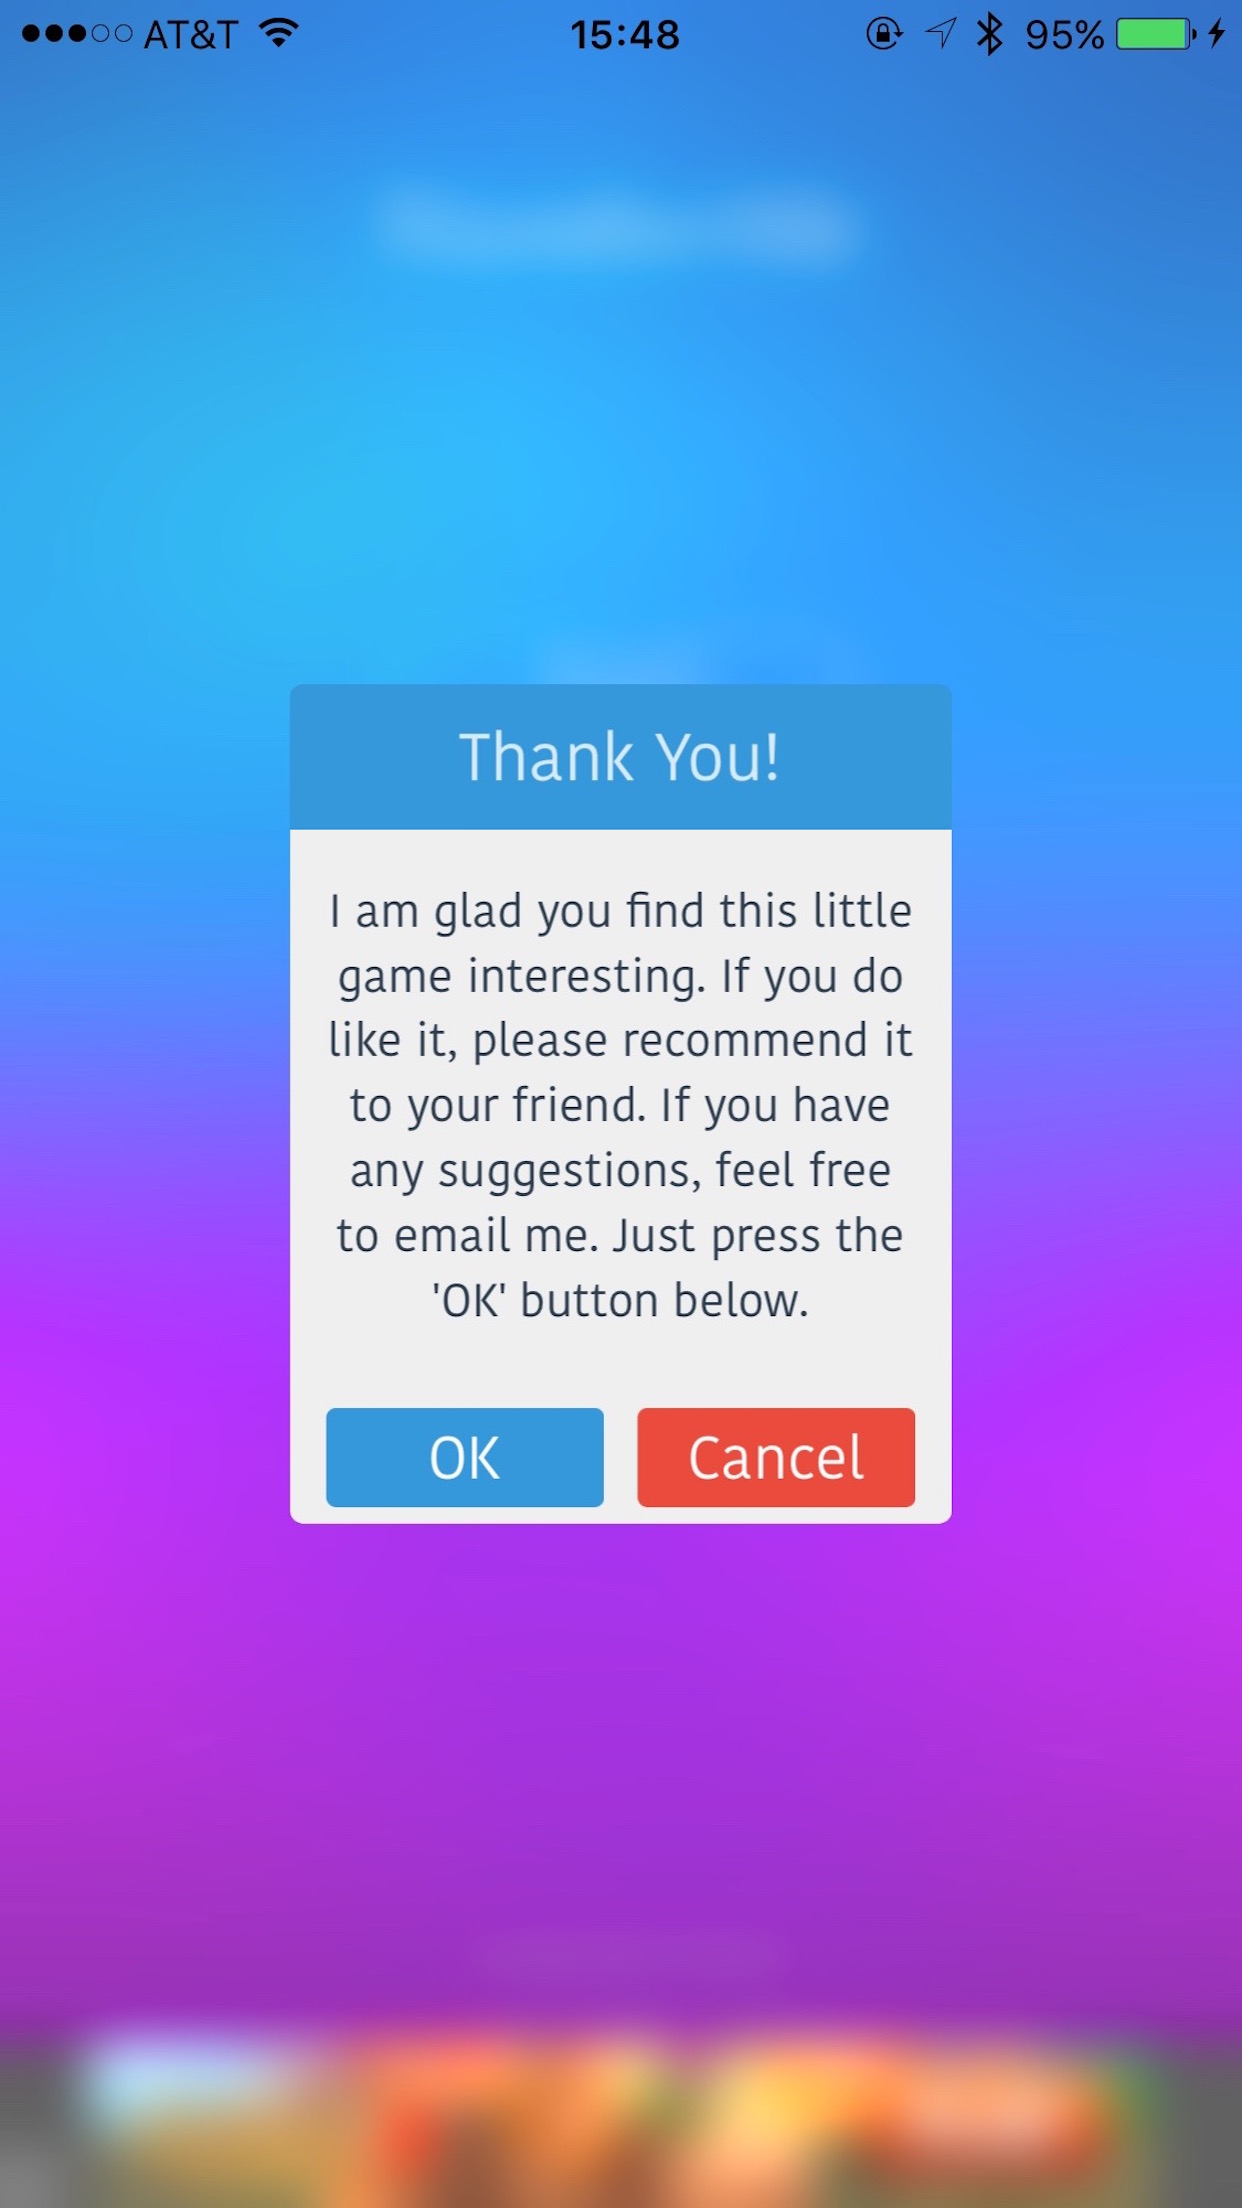 AT&T 15:48 95%
Thank You!
I am glad you find this little
game interesting. If you do
like it, please recommend it
to your friend. If you have
any suggestions, feel free
to email me. Just press the
'OK' button below.
OK Cancel